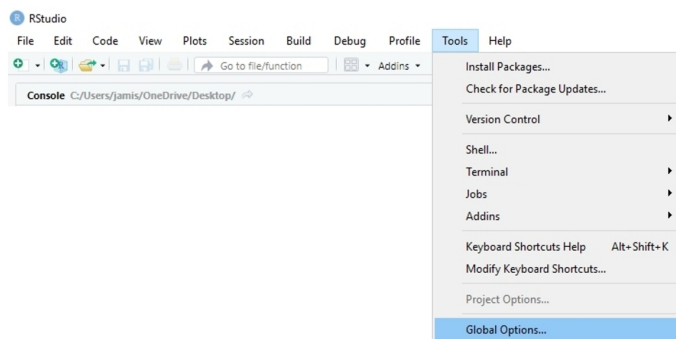 RStudio
File Edit Code View Plots Session Build Debug Profile Tools Help
Go to file/function Addins
Console C:/Users/jamis/OneDrive/Desktop/
Install Packages...
Check for Package Updates...
Version Control
Shell...
Terminal
Jobs
Addins
Keyboard Shortcuts Help Alt+Shift+K
Modify Keyboard Shortcuts...
Project Options...
Global Options...